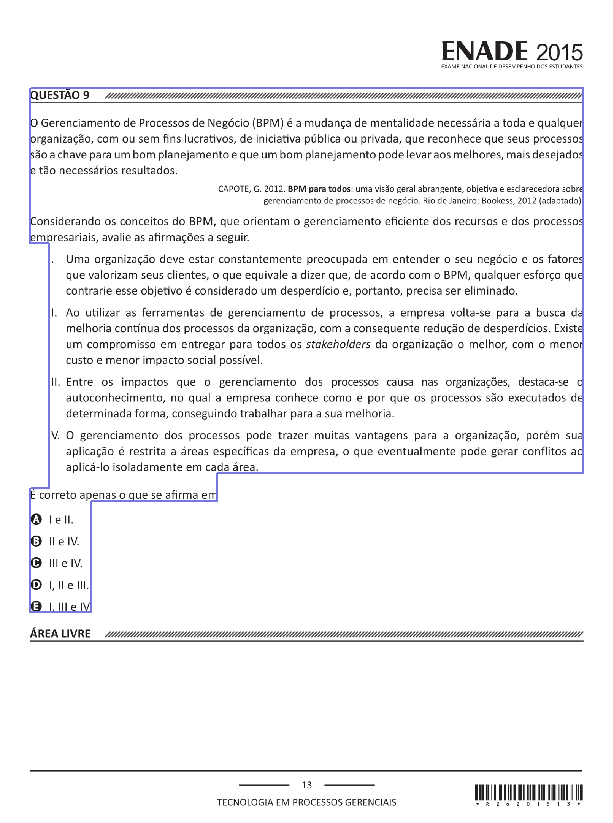 ENADE 2015
EXAME NACIONAL DE DESEMPENHO DOS ESTUDANTES
QUESTÃO 9
O Gerenciamento de Processos de Negócio (BPM) é a mudança de mentalidade necessária a toda e qualquer
organização, com ou sem fins lucrativos, de iniciativa pública ou privada, que reconhece que seus processos
são a chave para um bom planejamento e que um bom planejamento pode levar aos melhores, mais desejados
e tão necessários resultados.
CAPOTE, G. 2012. BPM para todos: uma visão geral abrangente, objetiva e esclarecedora sobre
gerenciamento de processos de negócio. Rio de Janeiro: Bookess, 2012 (adaptado)
Considerando os conceitos do BPM, que orientam o gerenciamento eficiente dos recursos e dos processos
empresariais, avalie as afirmações a seguir.
. Uma organização deve estar constantemente preocupada em entender o seu negócio e os fatores
que valorizam seus clientes, o que equivale a dizer que, de acordo com o BPM, qualquer esforço que
contrarie esse objetivo é considerado um desperdício e, portanto, precisa ser eliminado.
I. Ao utilizar as ferramentas de gerenciamento de processos, a empresa volta-se para a busca da
melhoria contínua dos processos da organização, com a consequente redução de desperdícios. Existe
um compromisso em entregar para todos os stakeholders da organização o melhor, com o menor
custo e menor impacto social possível.
II. Entre os impactos que o gerenciamento dos processos causa nas organizações, destaca-se o
autoconhecimento, no qual a empresa conhece como e por que os processos são executados de
determinada forma, conseguindo trabalhar para a sua melhoria.
V. O gerenciamento dos processos pode trazer muitas vantagens para a organização, porém sua
aplicação é restrita a áreas específicas da empresa, o que eventualmente pode gerar conflitos ao
aplicá-lo isoladamente em cada área.
É correto apenas o que se afirma em
A I e II.
B II e IV.
C III e IV.
D I, II e III.
E I, III e IV
ÁREA LIVRE
13
TECNOLOGIA EM PROCESSOS GERENCIAIS
*R2620151 3*